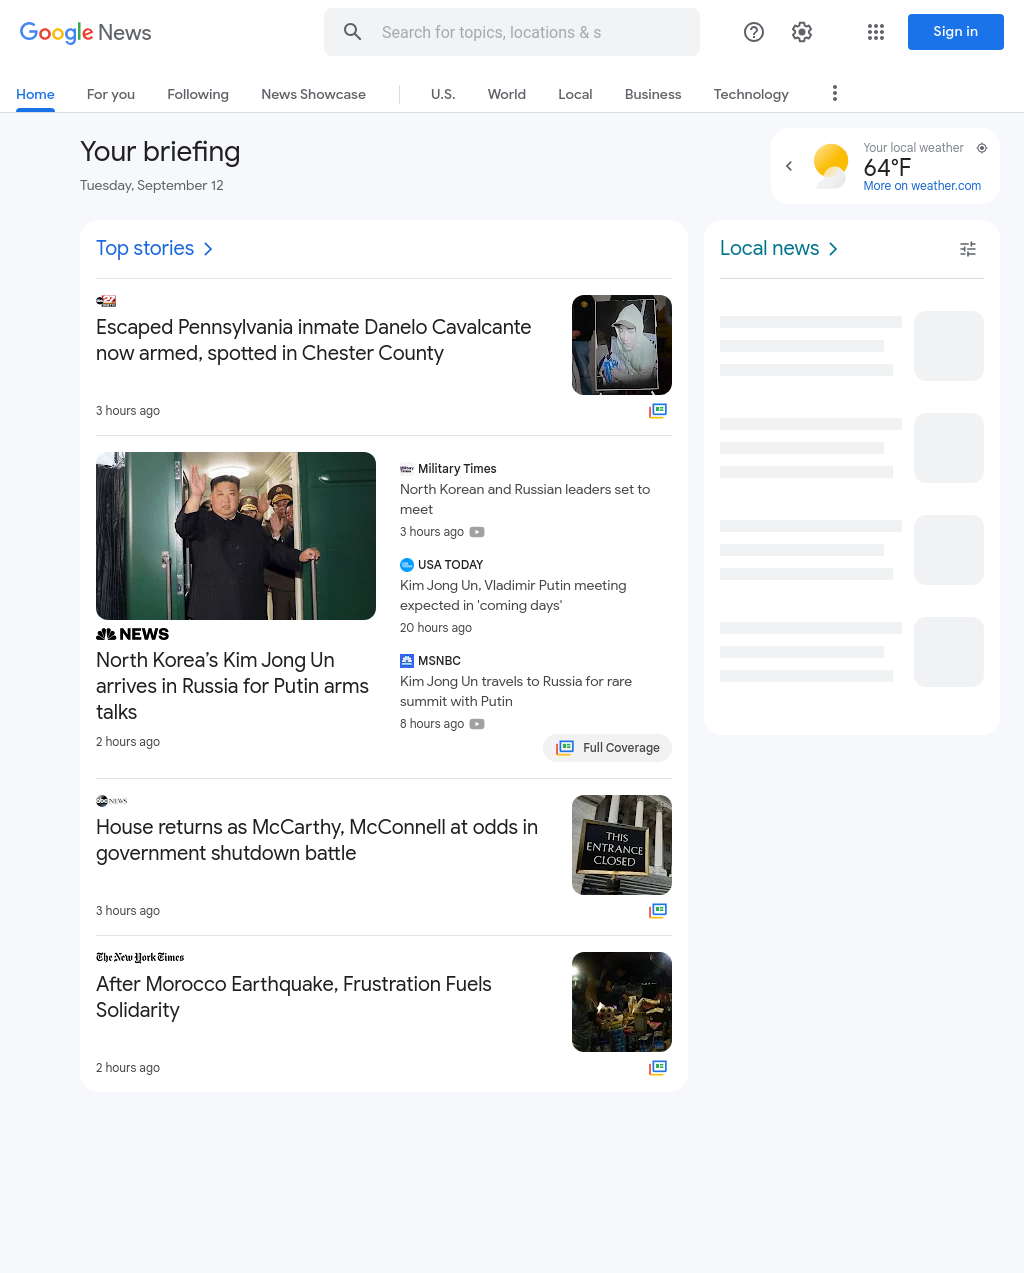 Google News
Search for topics, locations & s
Sign in
Home
For you
Following
News Showcase
U.S.
World
Local
Business
Technology
Your briefing
Tuesday, September 12
Your local weather
64°F
More on weather.com
Top stories
abc 27
Escaped Pennsylvania inmate Danelo Cavalcante
now armed, spotted in Chester County
3 hours ago
NEWS
North Korea’s Kim Jong Un
arrives in Russia for Putin arms
talks
2 hours ago
Military Times
North Korean and Russian leaders set to
meet
3 hours ago
USA TODAY
Kim Jong Un, Vladimir Putin meeting
expected in 'coming days'
20 hours ago
MSNBC
Kim Jong Un travels to Russia for rare
summit with Putin
8 hours ago
Full Coverage
abc NEWS
House returns as McCarthy, McConnell at odds in
government shutdown battle
THIS
ENTRANCE
CLOSED
3 hours ago
The New York Times
After Morocco Earthquake, Frustration Fuels
Solidarity
2 hours ago
Local news